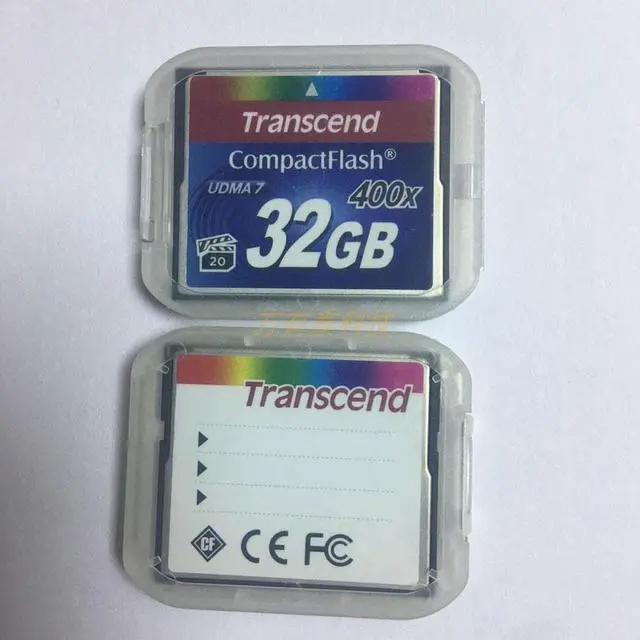 Transcend
CompactFlash®
UDMA 7
400x
32GB
20
Transcend
CF
CE FC